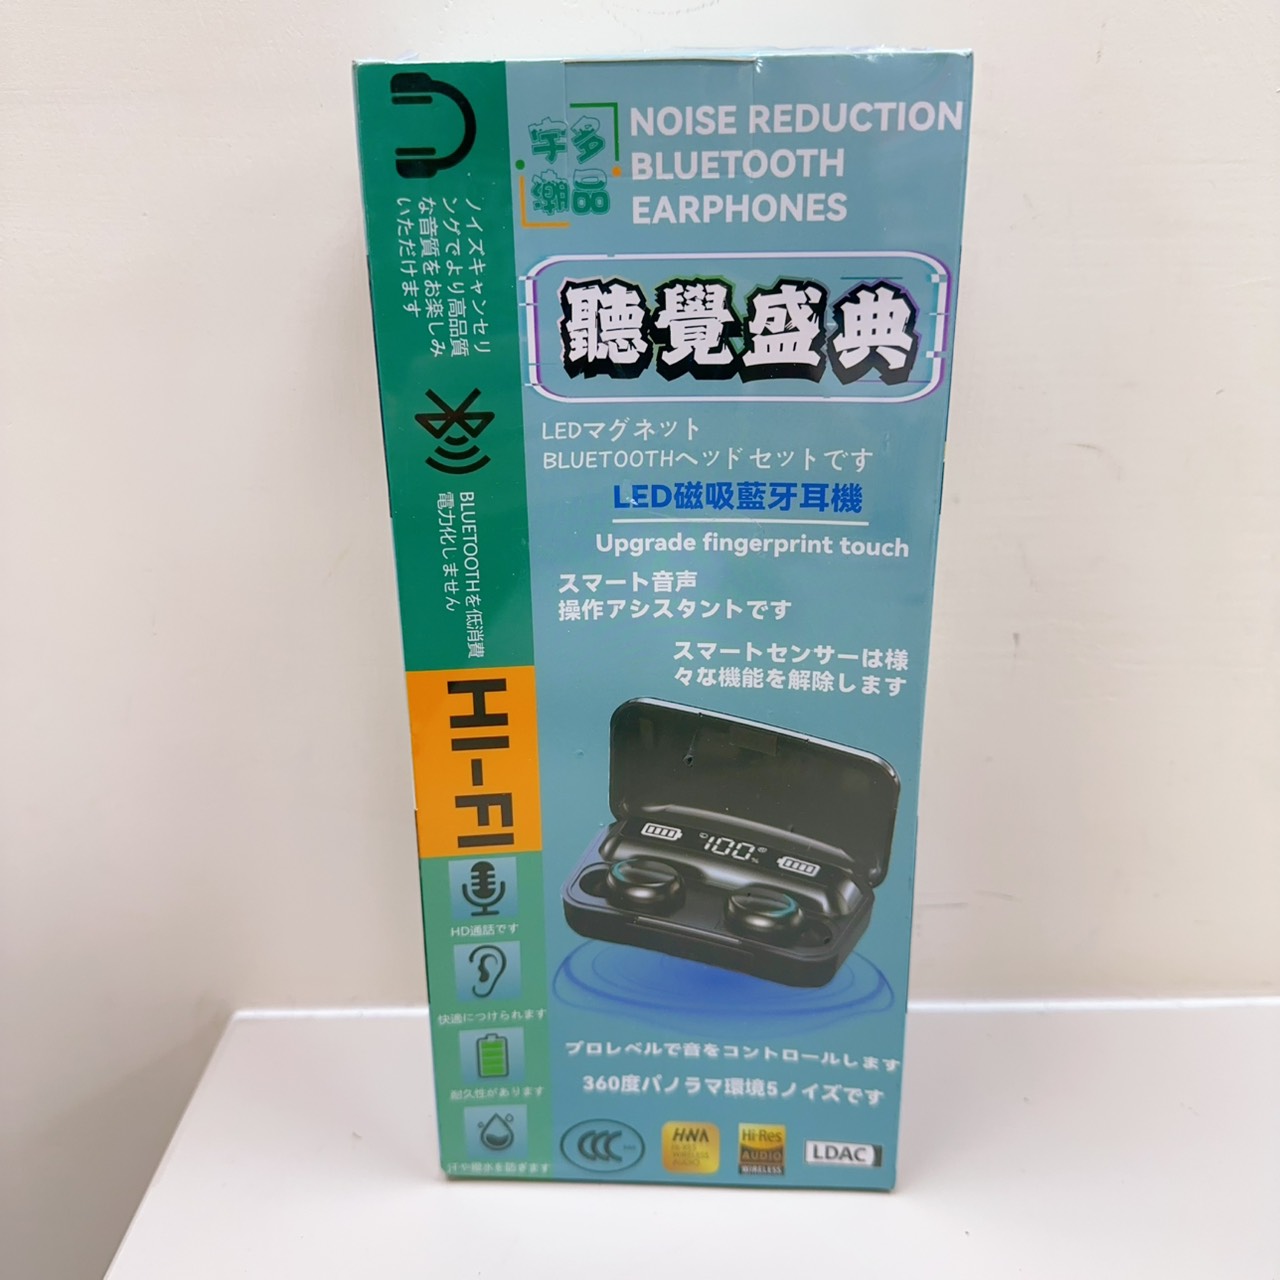 宇多
潮品
NOISE REDUCTION
BLUETOOTH
EARPHONES
聽覺盛典
LEDマグネット
BLUETOOTHヘッドセットです
LED磁吸藍牙耳機
Upgrade fingerprint touch
スマート音声
操作アシスタントです
スマートセンサーは様
々な機能を解除します
100%
プロレベルで音をコントロールします
360度パノラマ環境5ノイズです
CCC
HWA
HI-RES
WIRELESS
AUDIO
Hi-Res
AUDIO
WIRELESS
LDAC
ノイズキャンセリ
ングでより高品質
な音質をお楽しみ
いただけます
BLUETOOTHを低消費
電力化しません
HI-FI
HD通話です
快適につけられます
耐久性があります